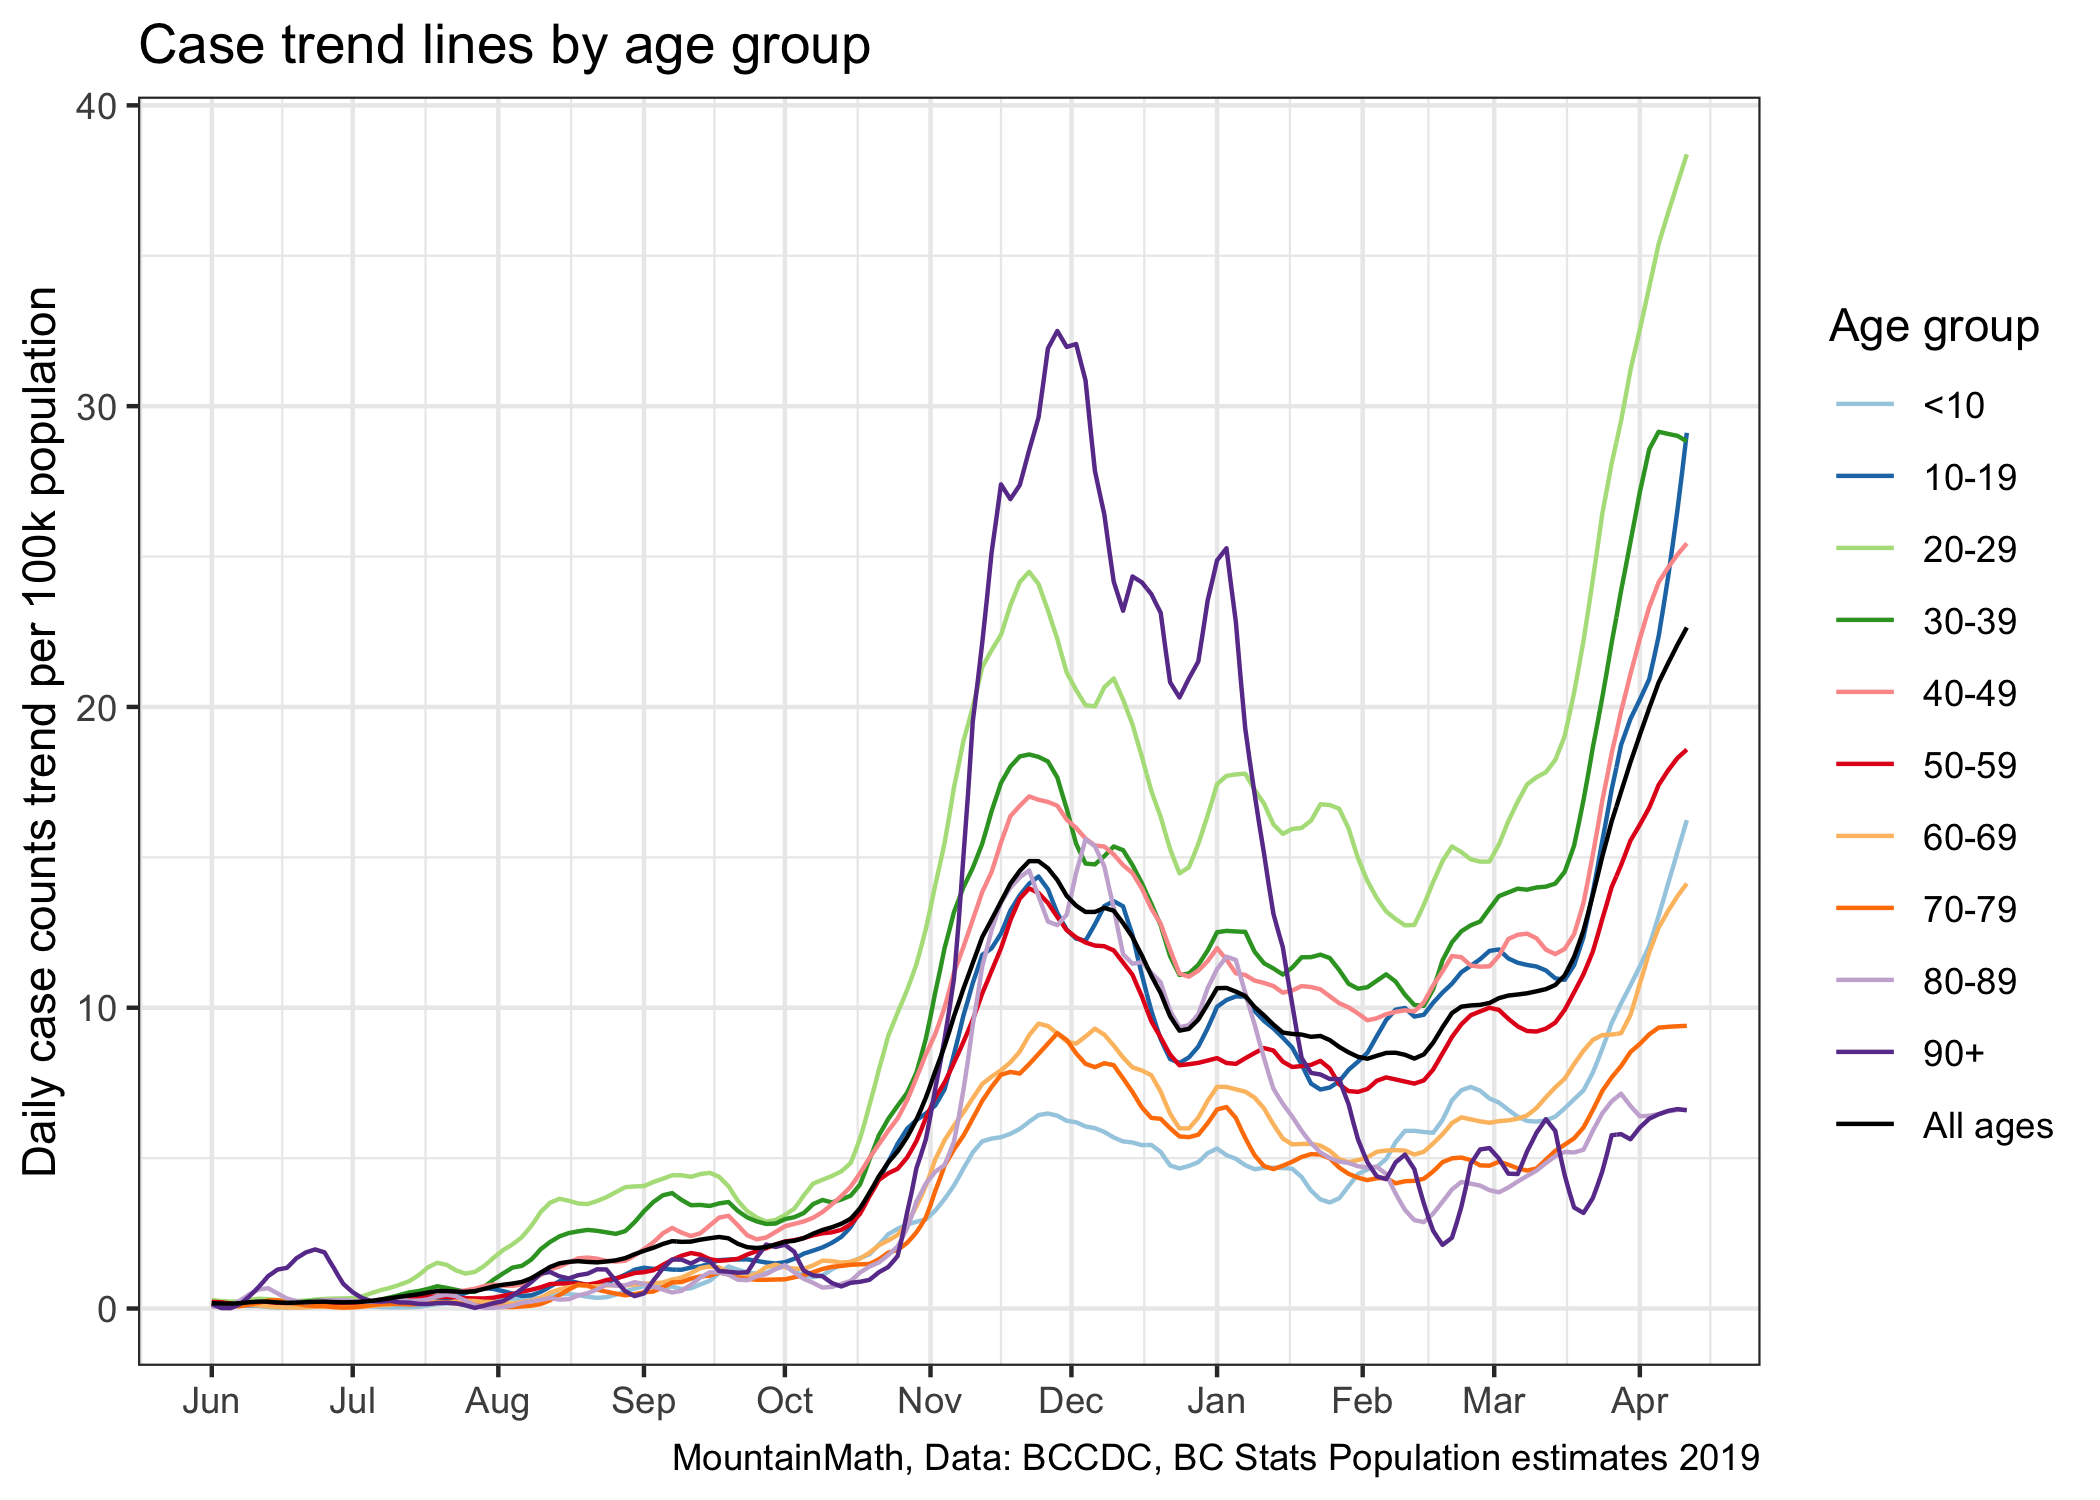 Case trend lines by age group
Daily case counts trend per 100k population
40
30
20
10
0
Jun Jul Aug Sep Oct Nov Dec Jan Feb Mar Apr
Age group
<10
10-19
20-29
30-39
40-49
50-59
60-69
70-79
80-89
90+
All ages
MountainMath, Data: BCCDC, BC Stats Population estimates 2019